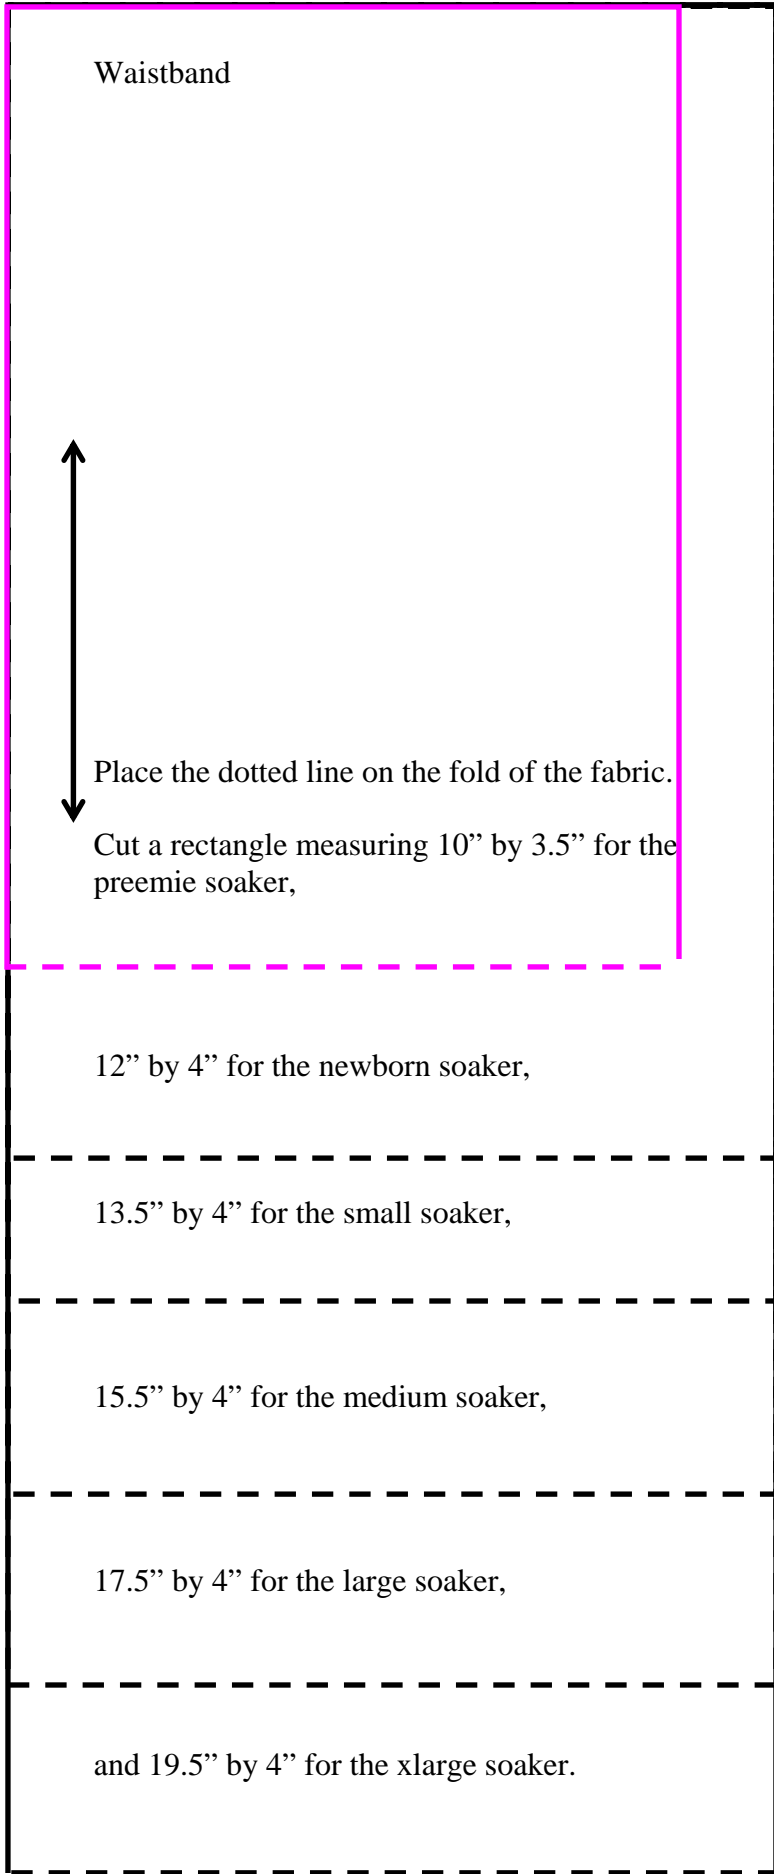 Waistband
Place the dotted line on the fold of the fabric.
Cut a rectangle measuring 10” by 3.5” for the
preemie soaker,
12” by 4” for the newborn soaker,
13.5” by 4” for the small soaker,
15.5” by 4” for the medium soaker,
17.5” by 4” for the large soaker,
and 19.5” by 4” for the xlarge soaker.